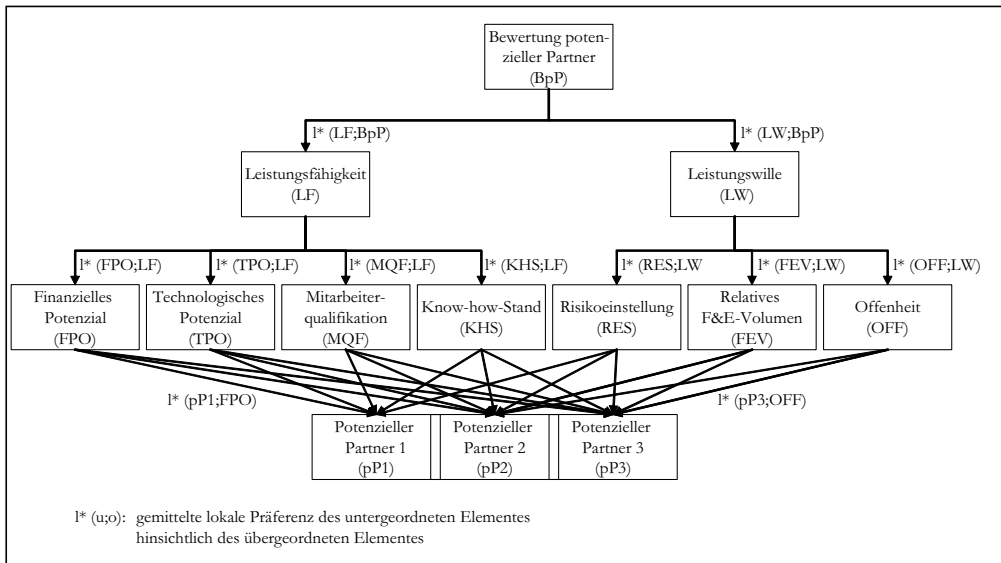 Bewertung poten-
zieller Partner
(BpP)
l* (LF;BpP)
l* (LW;BpP)
Leistungsfähigkeit
(LF)
Leistungswille
(LW)
l* (FPO;LF)
l* (TPO;LF)
l* (MQF;LF)
l* (KHS;LF)
l* (RES;LW
l* (FEV;LW)
l* (OFF;LW)
Finanzielles
Potenzial
(FPO)
Technologisches
Potenzial
(TPO)
Mitarbeiter-
qualifikation
(MQF)
Know-how-Stand
(KHS)
Risikoeinstellung
(RES)
Relatives
F&E-Volumen
(FEV)
Offenheit
(OFF)
l* (pP1;FPO)
l* (pP3;OFF)
Potenzieller
Partner 1
(pP1)
Potenzieller
Partner 2
(pP2)
Potenzieller
Partner 3
(pP3)
l* (u;o): gemittelte lokale Präferenz des untergeordneten Elementes
hinsichtlich des übergeordneten Elementes